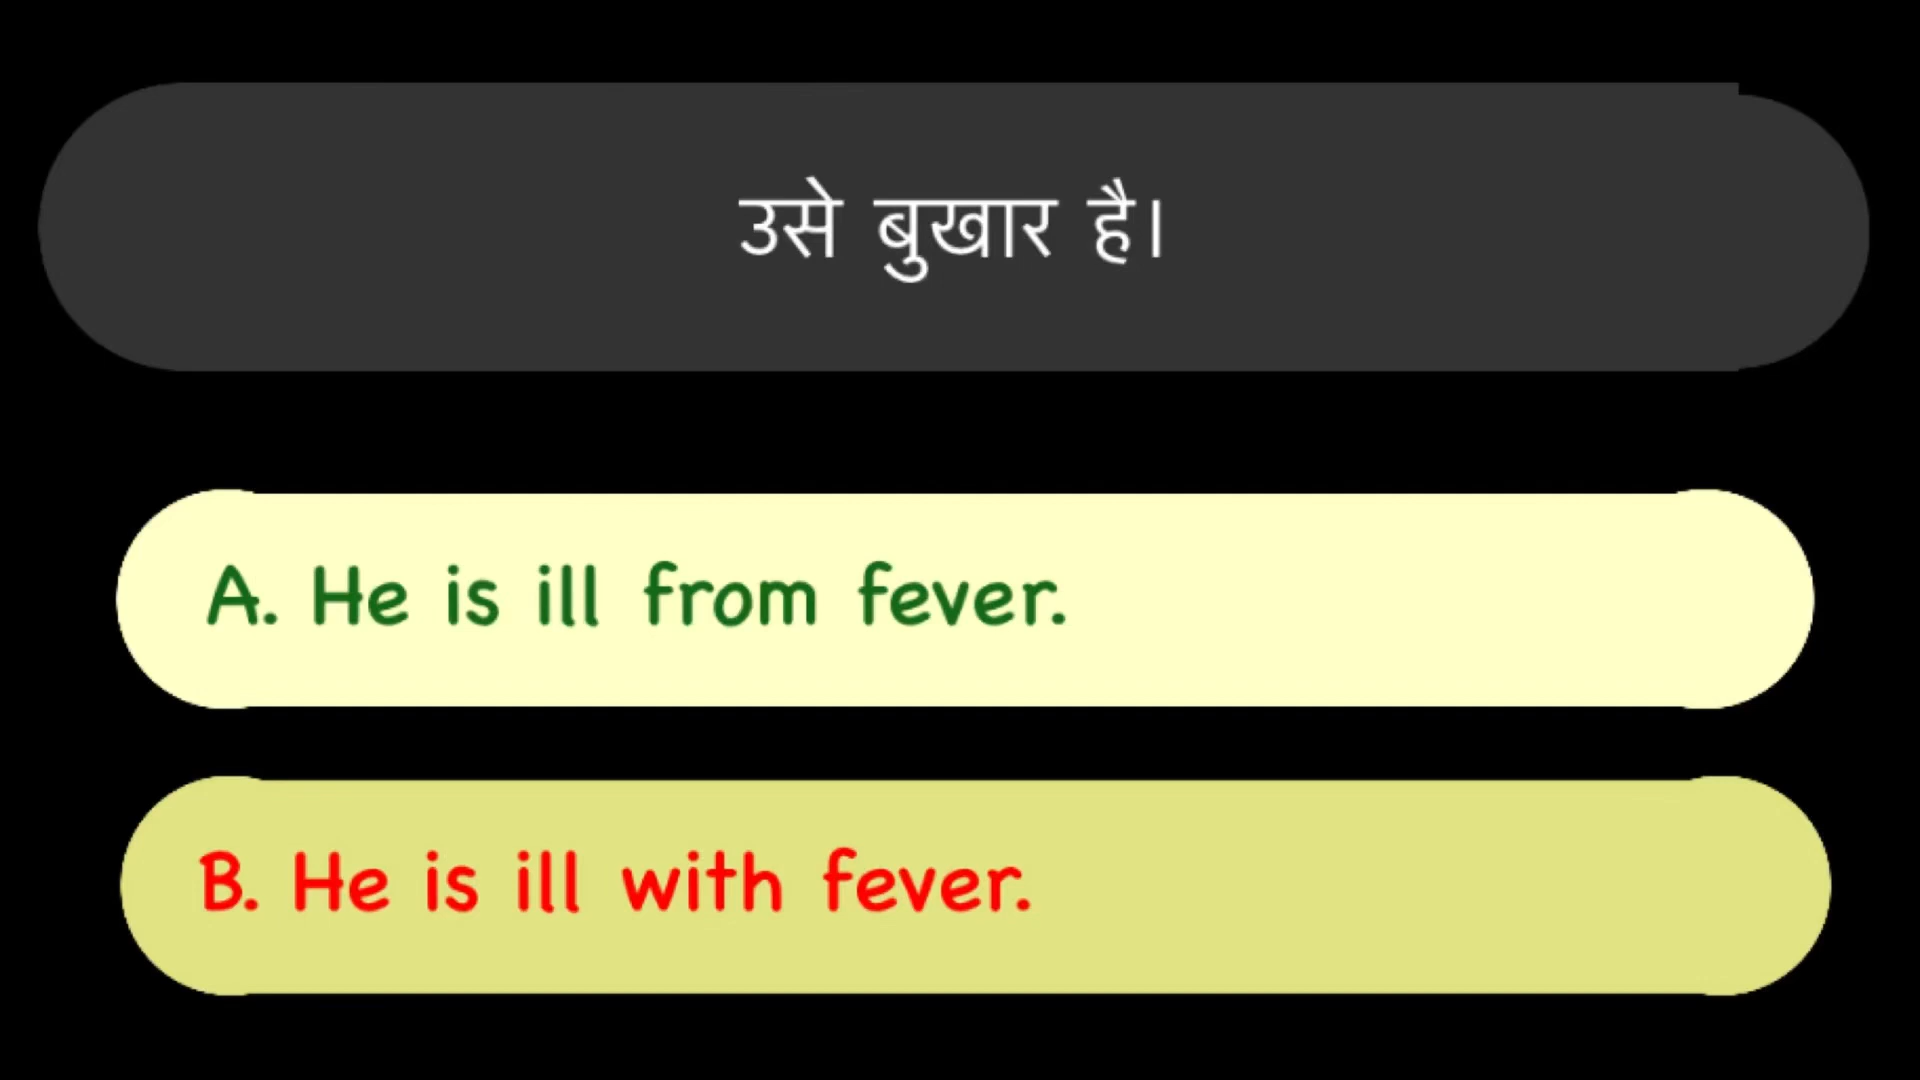 उसे बुखार है।
A. He is ill from fever.
B. He is ill with fever.